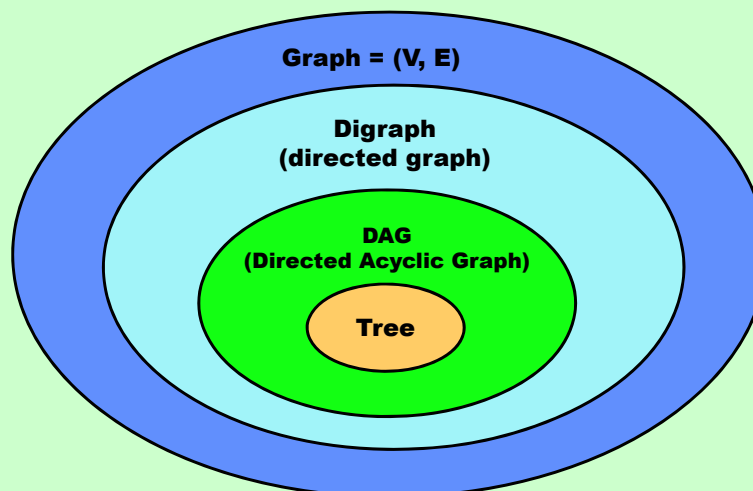 Graph = (V, E)
Digraph
(directed graph)
DAG
(Directed Acyclic Graph)
Tree